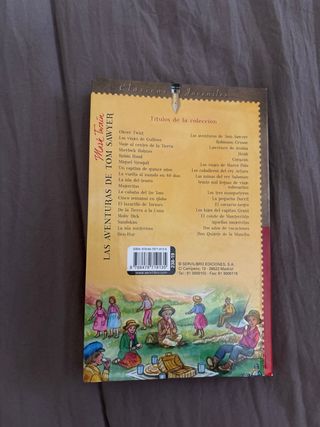 Clásicos Juveniles
Mark Twain
LAS AVENTURAS DE TOM SAWYER
Títulos de la colección
Oliver Twist
Los viajes de Gulliver
Viaje al centro de la Tierra
Sherlock Holmes
Robin Hood
Miguel Strogoff
Un capitán de quince años
La vuelta al mundo en 80 días
La isla del tesoro
Mujercitas
La cabaña del tío Tom
Cinco semanas en globo
El lazarillo de Tormes
De la Tierra a la Luna
Moby Dick
Sandokán
La isla misteriosa
Ben-Hur
Las aventuras de Tom Sawyer
Robinson Crusoe
Lawrence de Arabia
Heidi
Corazón
Los viajes de Marco Polo
Los caballeros del rey Arturo
Las minas del rey Salomón
Veinte mil leguas de viaje
submarino
Los tres mosqueteros
La pequeña Dorrit
El corsario negro
Los hijos del capitán Grant
El conde de Montecristo
Aquellas mujercitas
Dos años de vacaciones
Don Quijote de la Mancha
© SERVILIBRO EDICIONES, S.A.